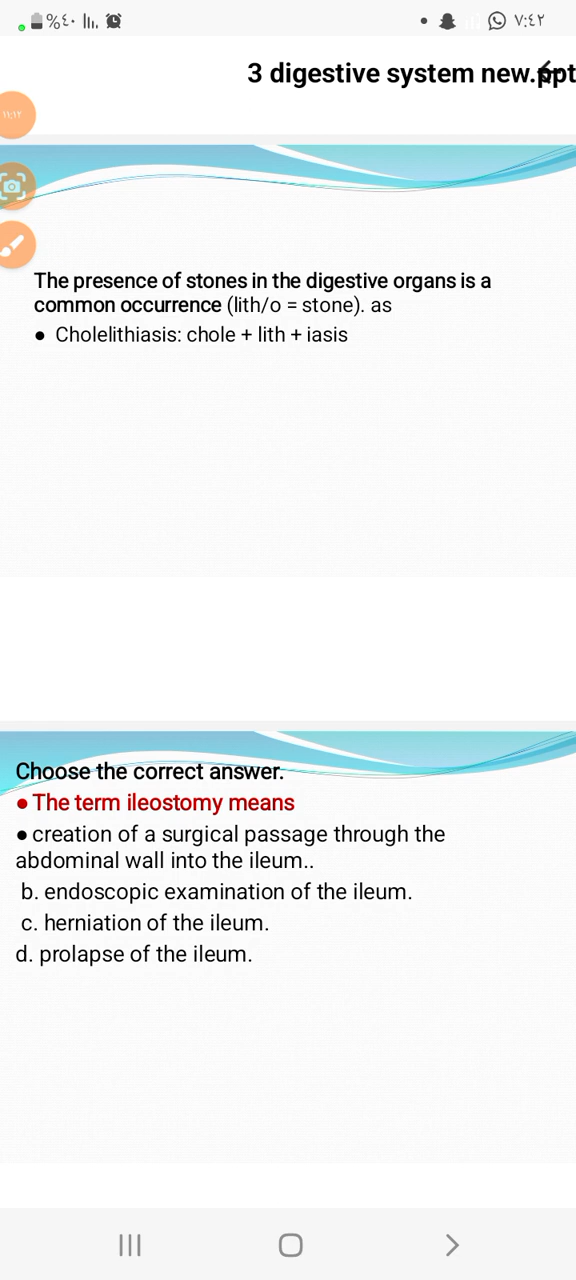 %٤٠
٧:٤٢
3 digestive system new.ppt
١١:١٢
The presence of stones in the digestive organs is a
common occurrence (lith/o = stone). as
● Cholelithiasis: chole + lith + iasis
Choose the correct answer.
● The term ileostomy means
● creation of a surgical passage through the
abdominal wall into the ileum..
b. endoscopic examination of the ileum.
c. herniation of the ileum.
d. prolapse of the ileum.